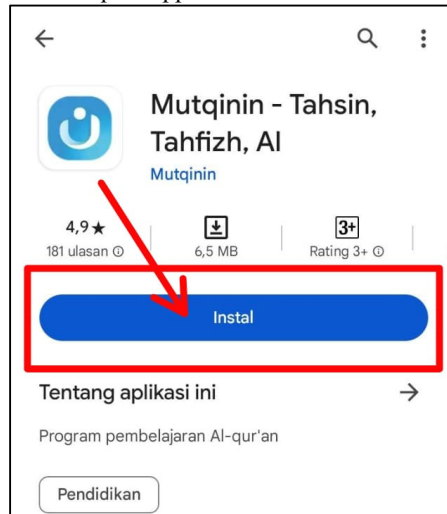 Mutqinin - Tahsin,
Tahfizh, Al
Mutqinin
4,9★
181 ulasan
6,5 MB
3+
Rating 3+
Instal
Tentang aplikasi ini
Program pembelajaran Al-qur'an
Pendidikan